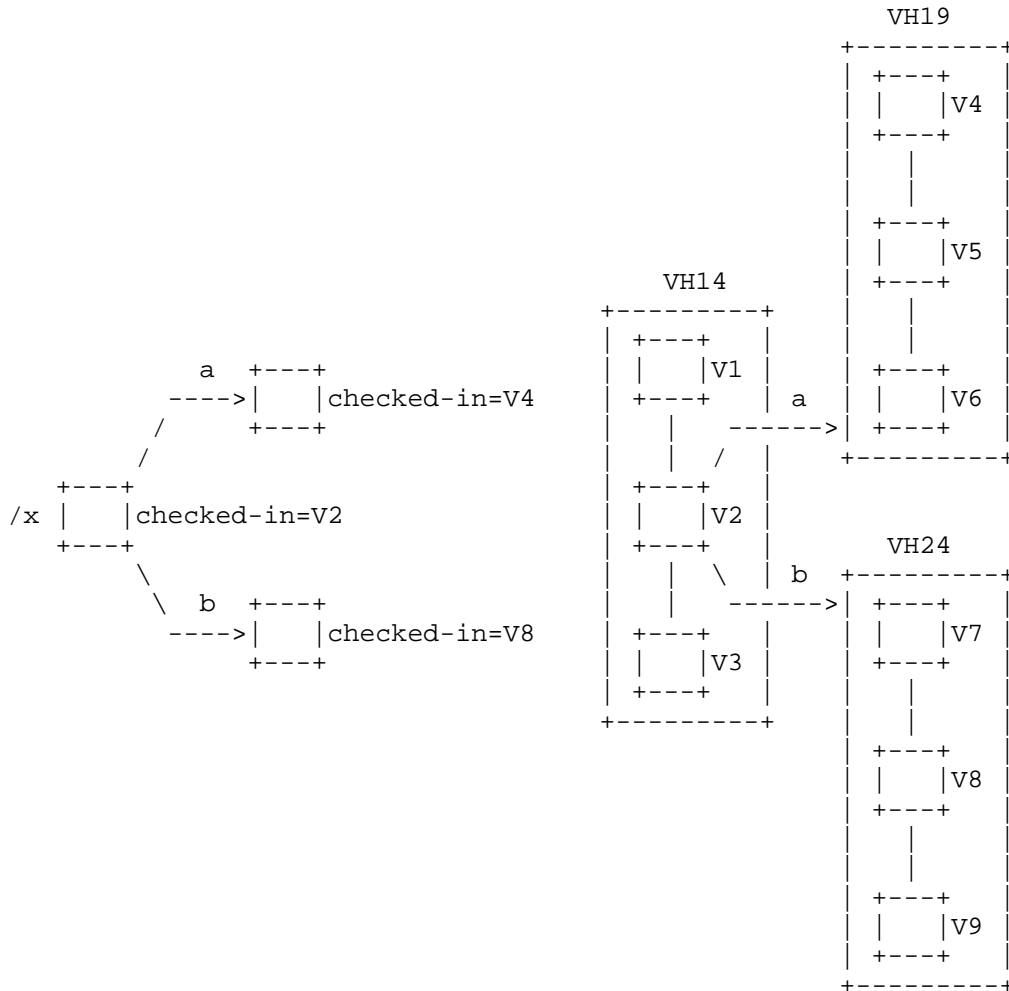 VH19
                                                        +---------+
                                                        | +---+   |
                                                        | |   |V4 |
                                                        | +---+   |
                                                        |   |     |
                                                        |   |     |
                                                        | +---+   |
                                                        | |   |V5 |
                                            VH14        | +---+   |
                                        +---------+     |   |     |
                                        | +---+   |     |   |     |
             a  +---+                   | |   |V1 |     | +---+   |
           ---->|   |checked-in=V4      | +---+   | a   | |   |V6 |
          /     +---+                   |   |   ------->| +---+   |
         /                              |   |  /  |     +---------+
    +---+                               | +---+   |
/x  |   |checked-in=V2                  | |   |V2 |
    +---+                               | +---+   |        VH24
         \                              |   |  \  | b   +---------+
          \  b  +---+                   |   |   ------->| +---+   |
           ---->|   |checked-in=V8      | +---+   |     | |   |V7 |
                +---+                   | |   |V3 |     | +---+   |
                                        | +---+   |     |   |     |
                                        +---------+     |   |     |
                                                        | +---+   |
                                                        | |   |V8 |
                                                        | +---+   |
                                                        |   |     |
                                                        |   |     |
                                                        | +---+   |
                                                        | |   |V9 |
                                                        | +---+   |
                                                        +---------+